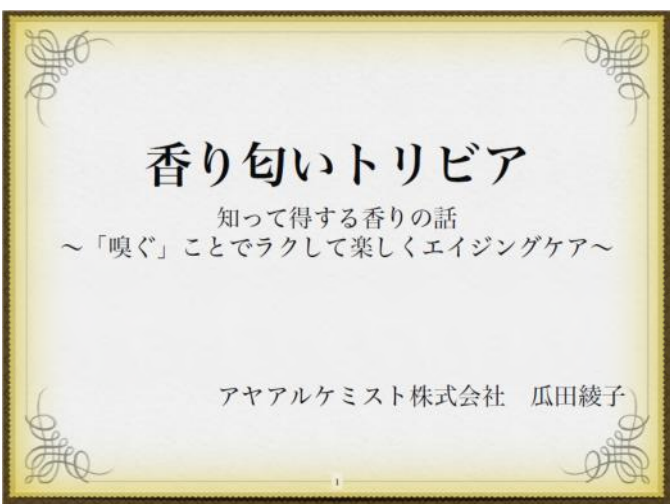 香り匂いトリビア
知って得する香りの話
～「嗅ぐ」ことでラクして楽しくエイジングケア～
アヤアルケミスト株式会社　瓜田綾子
1